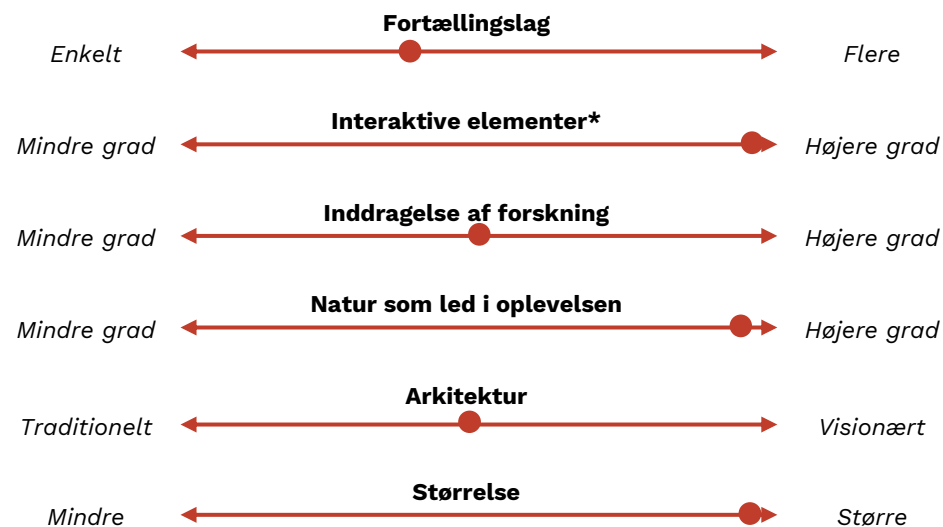 Fortællingslag
Enkelt Flere
Interaktive elementer*
Mindre grad Højere grad
Inddragelse af forskning
Mindre grad Højere grad
Natur som led i oplevelsen
Mindre grad Højere grad
Arkitektur
Traditionelt Visionært
Størrelse
Mindre Større